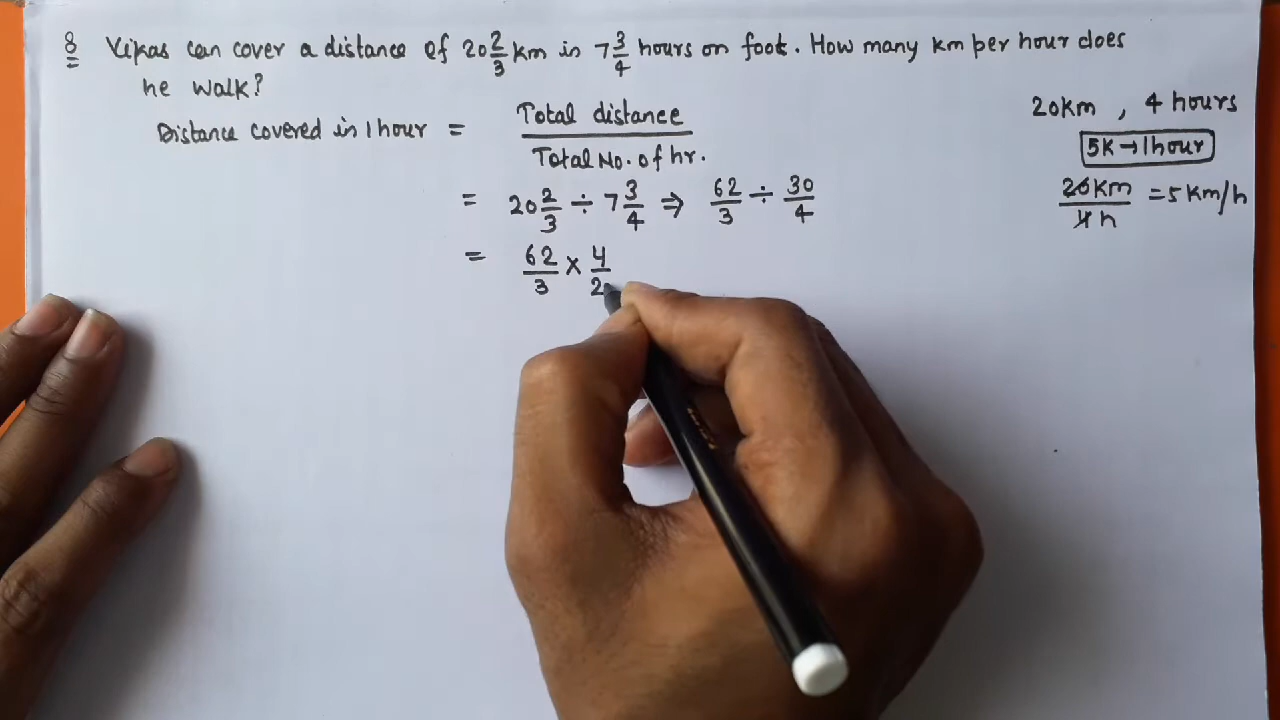 8 Vikas can cover a distance of 20 2/3 km in 7 3/4 hours on foot. How many km per hour does
he walk?
Distance covered in 1 hour = Total distance / Total No. of hr.
= 20 2/3 ÷ 7 3/4 ⇒ 62/3 ÷ 30/4
= 62/3 × 4/2
20km , 4 hours
5K→1hour
20km / 4h = 5 km/h